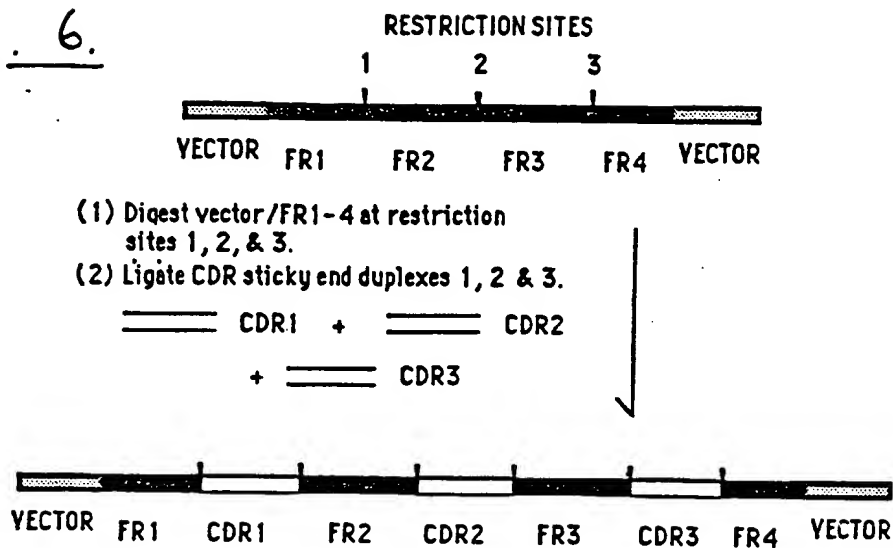 . 6.
RESTRICTION SITES
1 2 3
VECTOR FR1 FR2 FR3 FR4 VECTOR
(1) Digest vector/FR1-4 at restriction
sites 1, 2, & 3.
(2) Ligate CDR sticky end duplexes 1, 2 & 3.
CDR1 + CDR2
+ CDR3
VECTOR FR1 CDR1 FR2 CDR2 FR3 CDR3 FR4 VECTOR